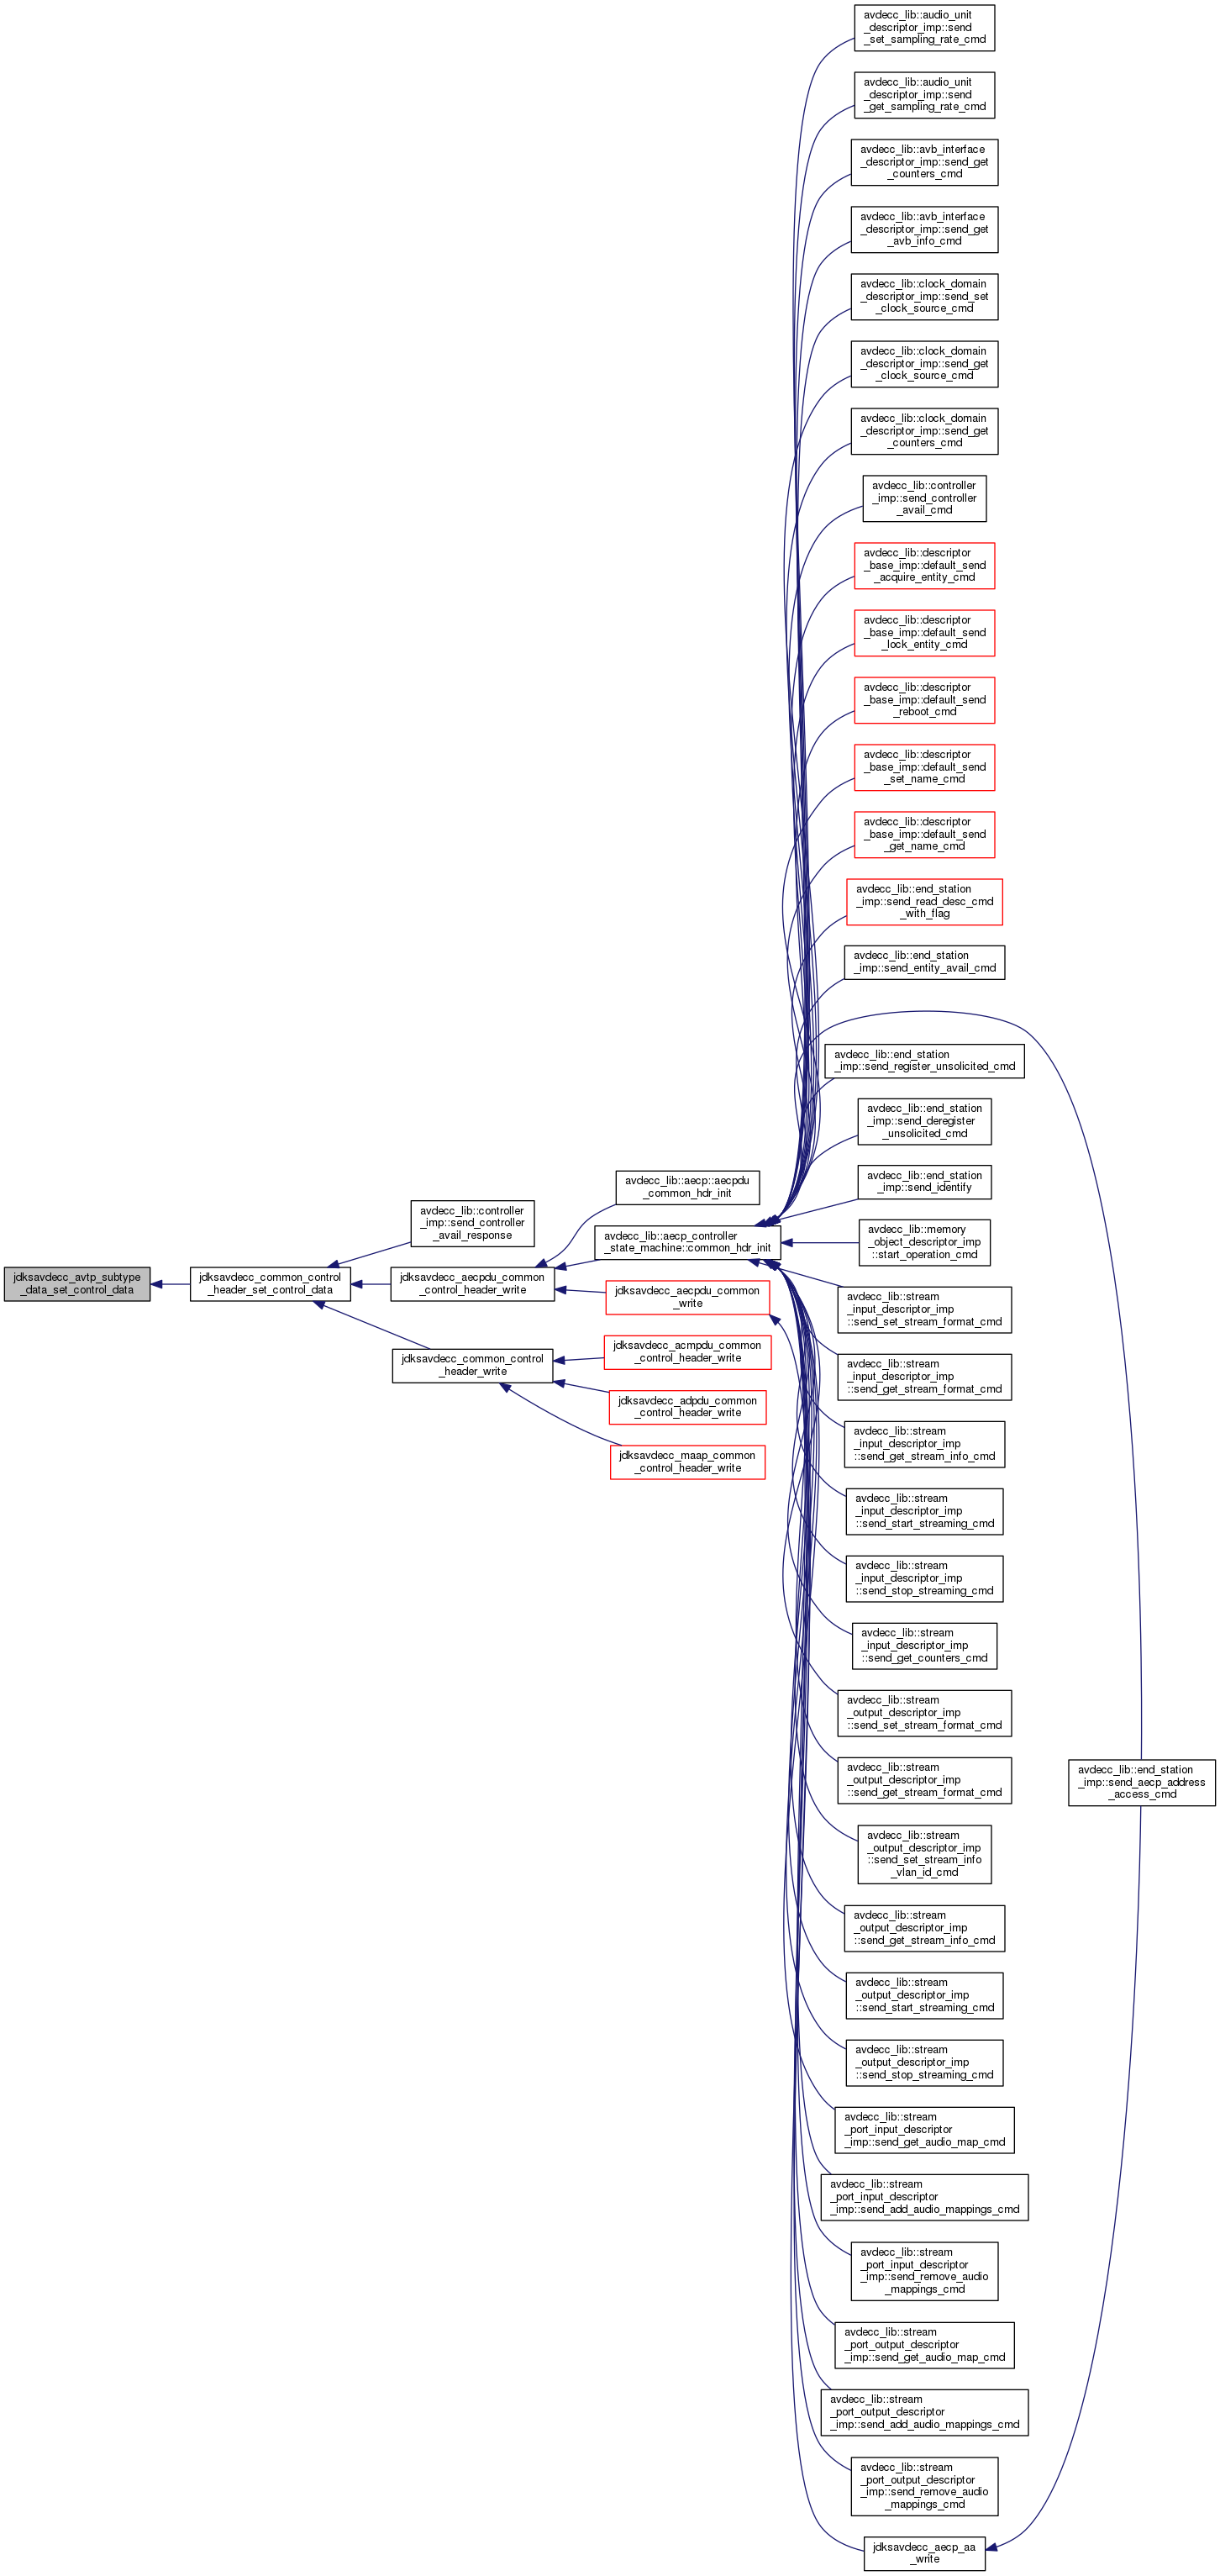 avdecc_lib::audio_unit
_descriptor_imp::send
_set_sampling_rate_cmd
avdecc_lib::audio_unit
_descriptor_imp::send
_get_sampling_rate_cmd
avdecc_lib::avb_interface
_descriptor_imp::send_get
_counters_cmd
avdecc_lib::avb_interface
_descriptor_imp::send_get
_avb_info_cmd
avdecc_lib::clock_domain
_descriptor_imp::send_set
_clock_source_cmd
avdecc_lib::clock_domain
_descriptor_imp::send_get
_clock_source_cmd
avdecc_lib::clock_domain
_descriptor_imp::send_get
_counters_cmd
avdecc_lib::controller
_imp::send_controller
_avail_cmd
avdecc_lib::descriptor
_base_imp::default_send
_acquire_entity_cmd
avdecc_lib::descriptor
_base_imp::default_send
_lock_entity_cmd
avdecc_lib::descriptor
_base_imp::default_send
_reboot_cmd
avdecc_lib::descriptor
_base_imp::default_send
_set_name_cmd
avdecc_lib::descriptor
_base_imp::default_send
_get_name_cmd
avdecc_lib::end_station
_imp::send_read_desc_cmd
_with_flag
avdecc_lib::end_station
_imp::send_entity_avail_cmd
avdecc_lib::end_station
_imp::send_register_unsolicited_cmd
avdecc_lib::end_station
_imp::send_deregister
_unsolicited_cmd
avdecc_lib::end_station
_imp::send_identify
avdecc_lib::aecp::aecpdu
_common_hdr_init
avdecc_lib::controller
_imp::send_controller
_avail_response
avdecc_lib::aecp_controller
_state_machine::common_hdr_init
avdecc_lib::memory
_object_descriptor_imp
::start_operation_cmd
jdksavdecc_avtp_subtype
_data_set_control_data
jdksavdecc_common_control
_header_set_control_data
jdksavdecc_aecpdu_common
_control_header_write
jdksavdecc_aecpdu_common
_write
jdksavdecc_common_control
_header_write
jdksavdecc_acmpdu_common
_control_header_write
jdksavdecc_adpdu_common
_control_header_write
jdksavdecc_maap_common
_control_header_write
avdecc_lib::stream
_input_descriptor_imp
::send_set_stream_format_cmd
avdecc_lib::stream
_input_descriptor_imp
::send_get_stream_format_cmd
avdecc_lib::stream
_input_descriptor_imp
::send_get_stream_info_cmd
avdecc_lib::stream
_input_descriptor_imp
::send_start_streaming_cmd
avdecc_lib::stream
_input_descriptor_imp
::send_stop_streaming_cmd
avdecc_lib::stream
_input_descriptor_imp
::send_get_counters_cmd
avdecc_lib::stream
_output_descriptor_imp
::send_set_stream_format_cmd
avdecc_lib::stream
_output_descriptor_imp
::send_get_stream_format_cmd
avdecc_lib::end_station
_imp::send_aecp_address
_access_cmd
avdecc_lib::stream
_output_descriptor_imp
::send_set_stream_info
_vlan_id_cmd
avdecc_lib::stream
_output_descriptor_imp
::send_get_stream_info_cmd
avdecc_lib::stream
_output_descriptor_imp
::send_start_streaming_cmd
avdecc_lib::stream
_output_descriptor_imp
::send_stop_streaming_cmd
avdecc_lib::stream
_port_input_descriptor
_imp::send_get_audio_map_cmd
avdecc_lib::stream
_port_input_descriptor
_imp::send_add_audio_mappings_cmd
avdecc_lib::stream
_port_input_descriptor
_imp::send_remove_audio
_mappings_cmd
avdecc_lib::stream
_port_output_descriptor
_imp::send_get_audio_map_cmd
avdecc_lib::stream
_port_output_descriptor
_imp::send_add_audio_mappings_cmd
avdecc_lib::stream
_port_output_descriptor
_imp::send_remove_audio
_mappings_cmd
jdksavdecc_aecp_aa
_write